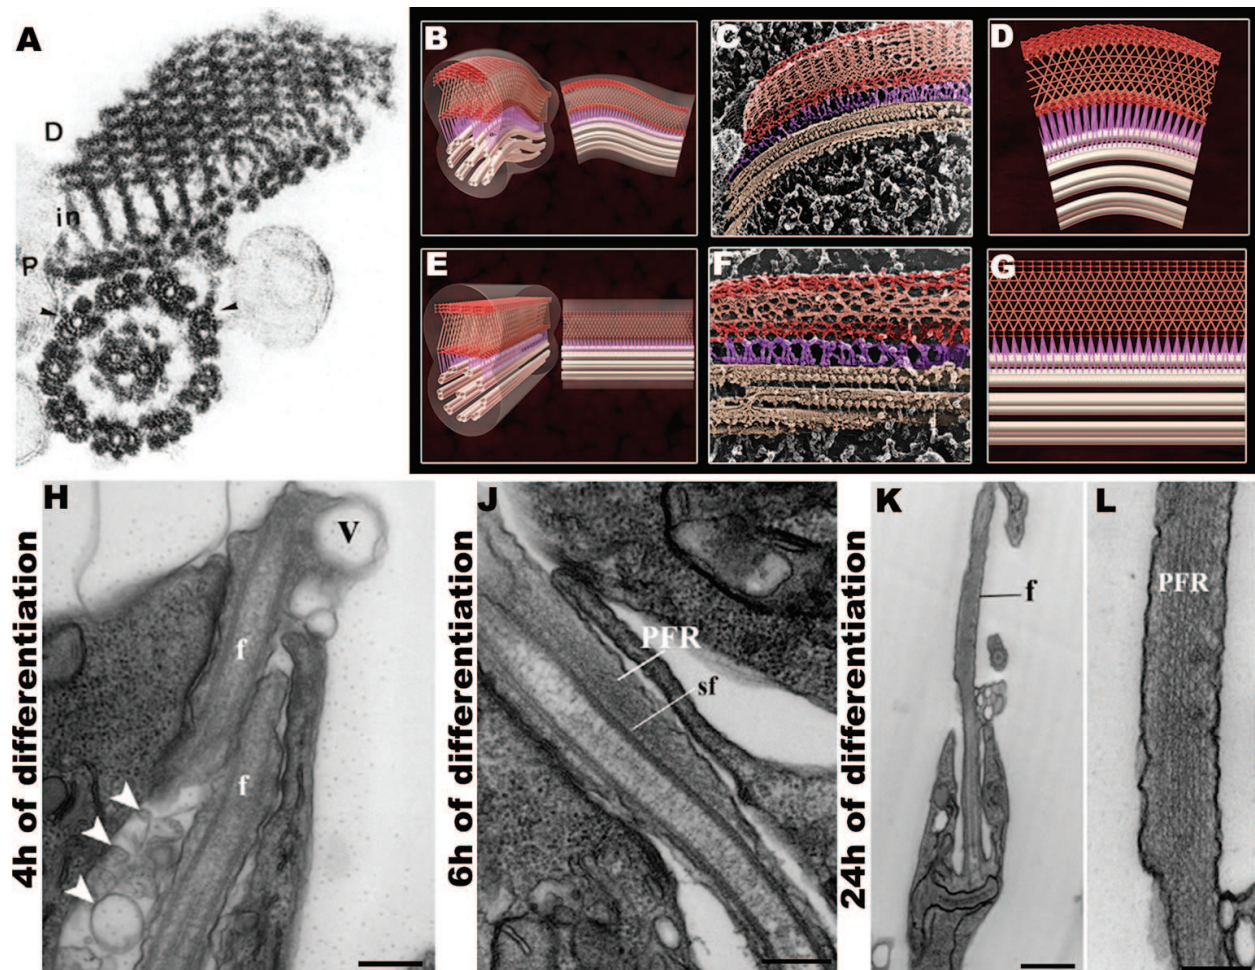 A
D
in
P
B
C
D
E
F
G
4h of differentiation
H
V
f
f
6h of differentiation
J
PFR
sf
24h of differentiation
K
f
L
PFR